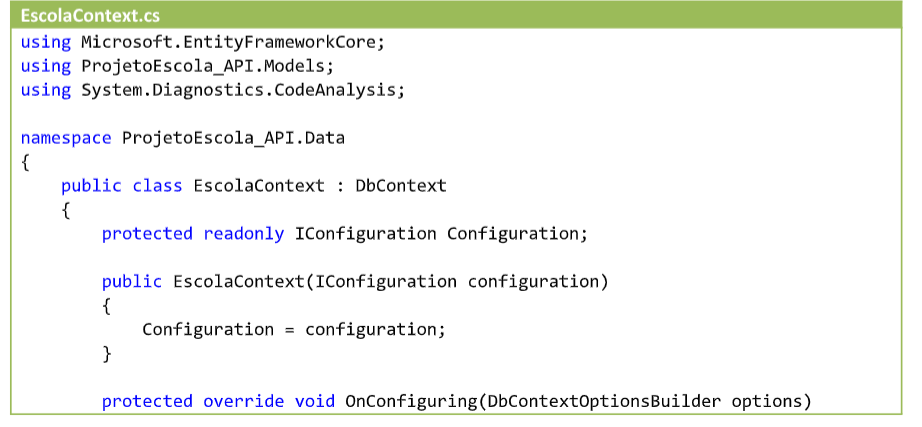 EscolaContext.cs
using Microsoft.EntityFrameworkCore;
using ProjetoEscola_API.Models;
using System.Diagnostics.CodeAnalysis;
namespace ProjetoEscola_API.Data
{
public class EscolaContext : DbContext
{
protected readonly IConfiguration Configuration;
public EscolaContext(IConfiguration configuration)
{
Configuration = configuration;
}
protected override void OnConfiguring(DbContextOptionsBuilder options)